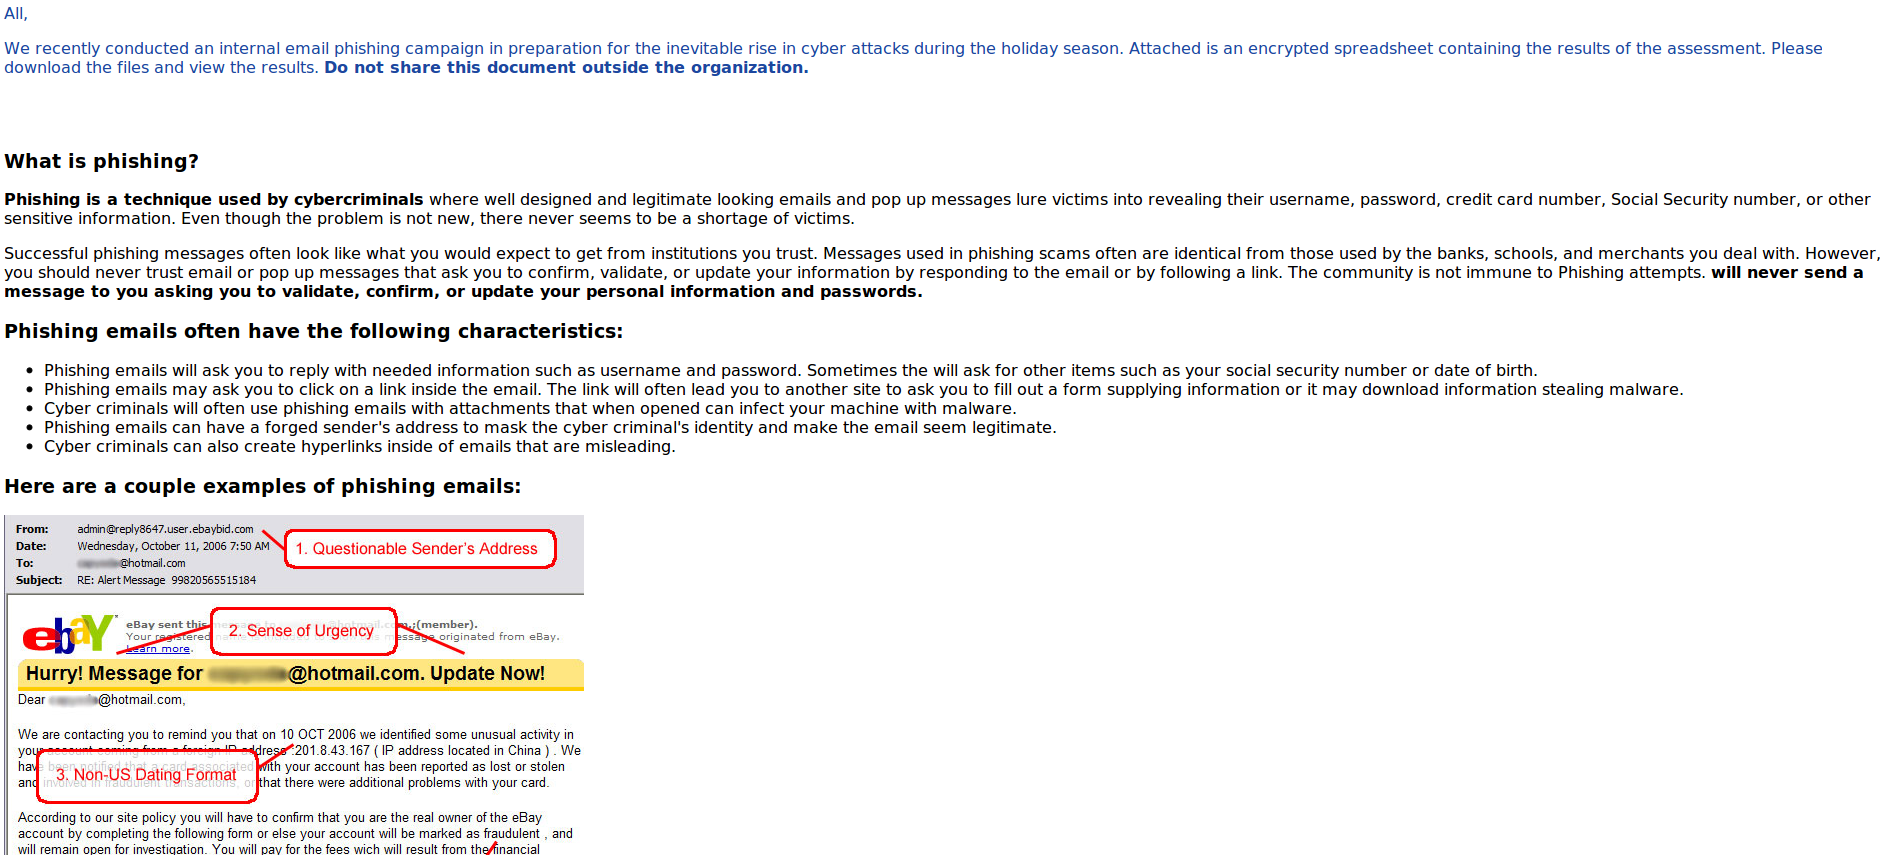 All,
We recently conducted an internal email phishing campaign in preparation for the inevitable rise in cyber attacks during the holiday season. Attached is an encrypted spreadsheet containing the results of the assessment. Please
download the files and view the results. Do not share this document outside the organization.
What is phishing?
Phishing is a technique used by cybercriminals where well designed and legitimate looking emails and pop up messages lure victims into revealing their username, password, credit card number, Social Security number, or other
sensitive information. Even though the problem is not new, there never seems to be a shortage of victims.
Successful phishing messages often look like what you would expect to get from institutions you trust. Messages used in phishing scams often are identical from those used by the banks, schools, and merchants you deal with. However,
you should never trust email or pop up messages that ask you to confirm, validate, or update your information by responding to the email or by following a link. The community is not immune to Phishing attempts. will never send a
message to you asking you to validate, confirm, or update your personal information and passwords.
Phishing emails often have the following characteristics:
• Phishing emails will ask you to reply with needed information such as username and password. Sometimes the will ask for other items such as your social security number or date of birth.
• Phishing emails may ask you to click on a link inside the email. The link will often lead you to another site to ask you to fill out a form supplying information or it may download information stealing malware.
• Cyber criminals will often use phishing emails with attachments that when opened can infect your machine with malware.
• Phishing emails can have a forged sender's address to mask the cyber criminal's identity and make the email seem legitimate.
• Cyber criminals can also create hyperlinks inside of emails that are misleading.
Here are a couple examples of phishing emails:
From: admin@reply8647.user.ebaybid.com
1. Questionable Sender's Address
Date: Wednesday, October 11, 2006 7:50 AM
To: @hotmail.com
Subject: RE: Alert Message 99820565515184
ebaY
eBay sent this message to @hotmail.com.;(member).
2. Sense of Urgency
Your registered message originated from eBay.
Learn more.
Hurry! Message for @hotmail.com. Update Now!
Dear @hotmail.com,
We are contacting you to remind you that on 10 OCT 2006 we identified some unusual activity in
your account coming from a foreign IP address :201.8.43.167 ( IP address located in China ) . We
have been notified that a card associated with your account has been reported as lost or stolen
3. Non-US Dating Format
and involved in fraudulent transactions, or that there were additional problems with your card.
According to our site policy you will have to confirm that you are the real owner of the eBay
account by completing the following form or else your account will be marked as fraudulent , and
will remain open for investigation. You will pay for the fees wich will result from the financial